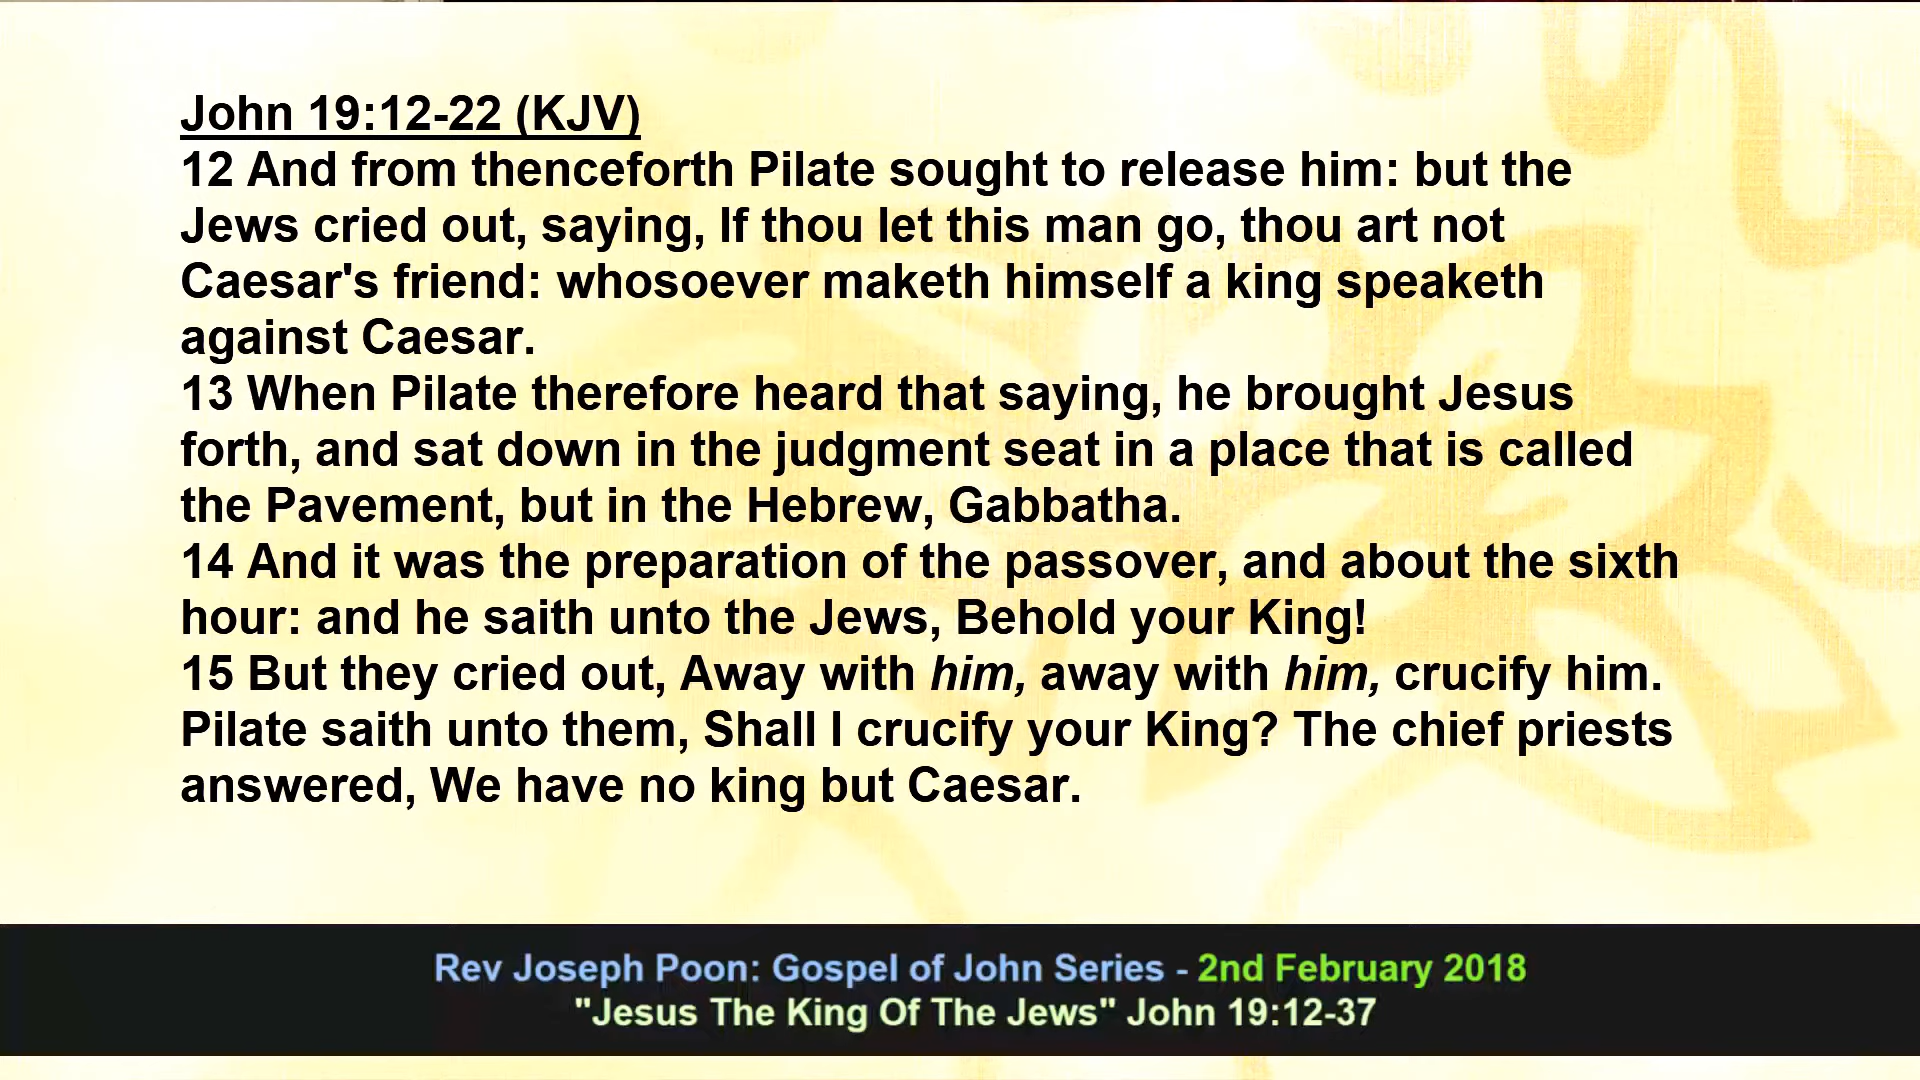 John 19:12-22 (KJV)
12 And from thenceforth Pilate sought to release him: but the
Jews cried out, saying, If thou let this man go, thou art not
Caesar's friend: whosoever maketh himself a king speaketh
against Caesar.
13 When Pilate therefore heard that saying, he brought Jesus
forth, and sat down in the judgment seat in a place that is called
the Pavement, but in the Hebrew, Gabbatha.
14 And it was the preparation of the passover, and about the sixth
hour: and he saith unto the Jews, Behold your King!
15 But they cried out, Away with him, away with him, crucify him.
Pilate saith unto them, Shall I crucify your King? The chief priests
answered, We have no king but Caesar.
Rev Joseph Poon: Gospel of John Series - 2nd February 2018
"Jesus The King Of The Jews" John 19:12-37